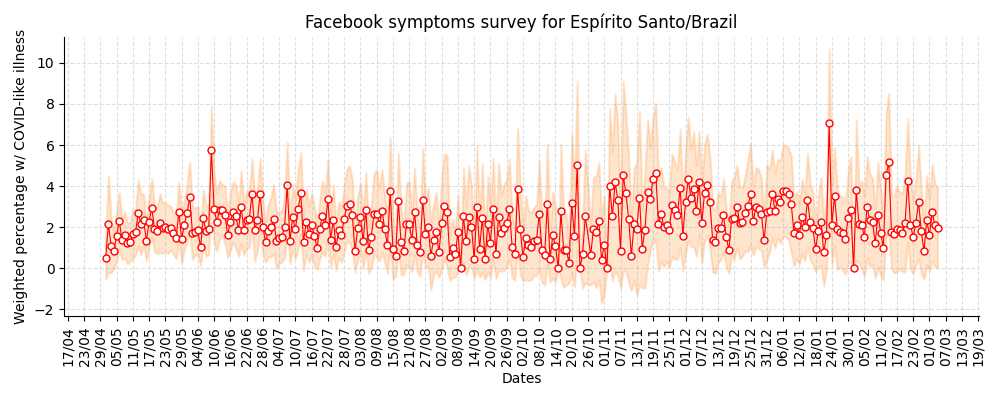 Facebook symptoms survey for Espírito Santo/Brazil
Weighted percentage w/ COVID-like illness
10
8
6
4
2
0
−2
17/04 23/04 29/04 05/05 11/05 17/05 23/05 29/05 04/06 10/06 16/06 22/06 28/06 04/07 10/07 16/07 22/07 28/07 03/08 09/08 15/08 21/08 27/08 02/09 08/09 14/09 20/09 26/09 02/10 08/10 14/10 20/10 26/10 01/11 07/11 13/11 19/11 25/11 01/12 07/12 13/12 19/12 25/12 31/12 06/01 12/01 18/01 24/01 30/01 05/02 11/02 17/02 23/02 01/03 07/03 13/03 19/03
Dates